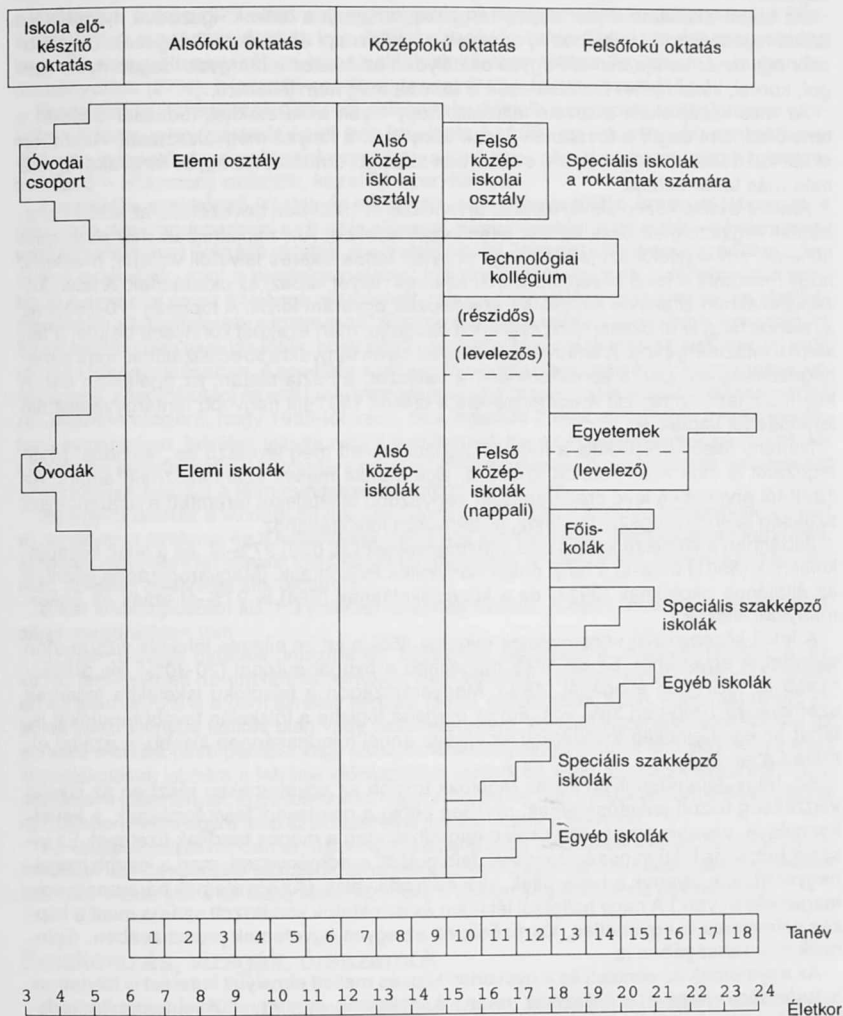 Iskola elő-
készítő
oktatás
Alsófokú oktatás
Középfokú oktatás
Felsőfokú oktatás
Óvodai
csoport
Elemi osztály
Alsó
közép-
iskolai
osztály
Felső
közép-
iskolai
osztály
Speciális iskolák
a rokkantak számára
Technológiai
kollégium
(részidős)
(levelezős)
Óvodák
Elemi iskolák
Alsó
közép-
iskolák
Felső
közép-
iskolák
(nappali)
Egyetemek
(levelező)
Főis-
kolák
Speciális szakképző
iskolák
Egyéb iskolák
Speciális szakképző
iskolák
Egyéb iskolák
1 2 3 4 5 6 7 8 9 10 11 12 13 14 15 16 17 18 Tanév
3 4 5 6 7 8 9 10 11 12 13 14 15 16 17 18 19 20 21 22 23 24
Életkor